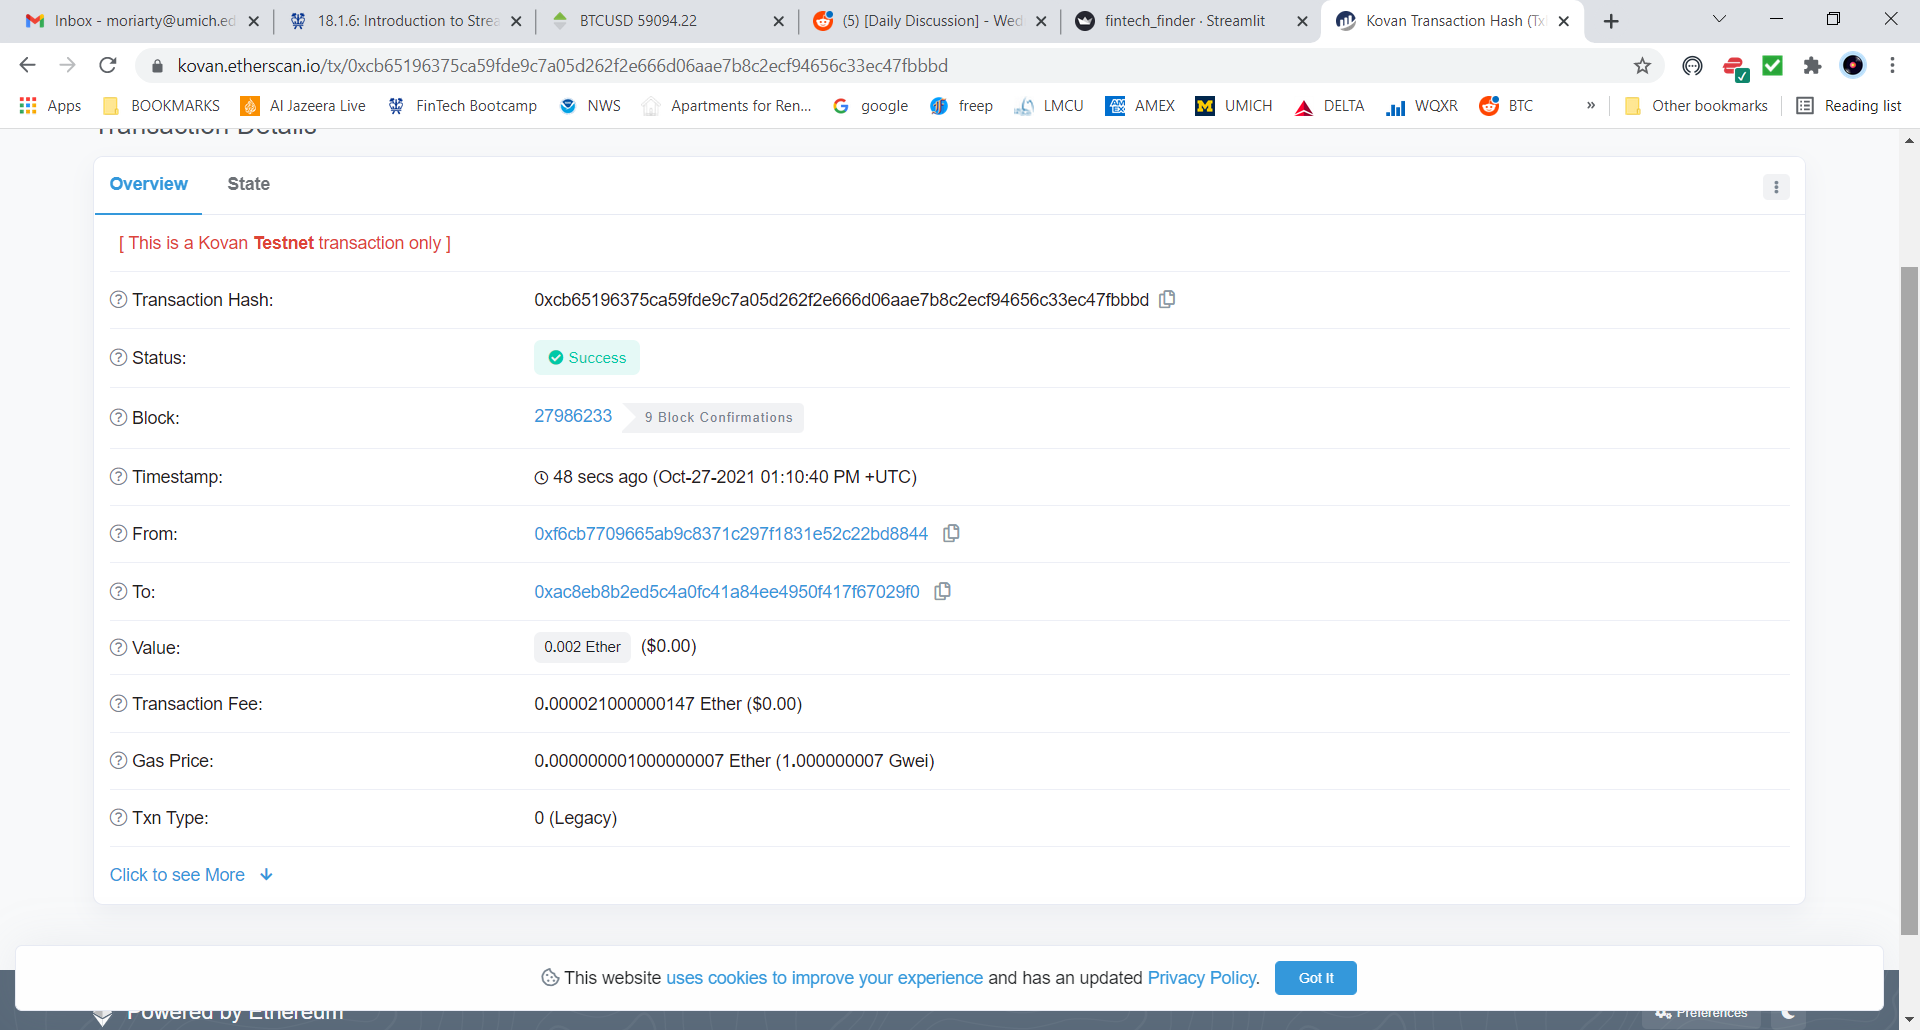 Inbox - moriarty@umich.ed
18.1.6: Introduction to Strea
BTCUSD 59094.22
(5) [Daily Discussion] - Wed
fintech_finder · Streamlit
Kovan Transaction Hash (Tx
kovan.etherscan.io/tx/0xcb65196375ca59fde9c7a05d262f2e666d06aae7b8c2ecf94656c33ec47fbbbd
Apps BOOKMARKS Al Jazeera Live FinTech Bootcamp NWS Apartments for Ren... google freep LMCU AMEX UMICH DELTA WQXR BTC » Other bookmarks Reading list
Transaction Details
Overview State
[ This is a Kovan Testnet transaction only ]
Transaction Hash: 0xcb65196375ca59fde9c7a05d262f2e666d06aae7b8c2ecf94656c33ec47fbbbd
Status: Success
Block: 27986233 9 Block Confirmations
Timestamp: 48 secs ago (Oct-27-2021 01:10:40 PM +UTC)
From: 0xf6cb7709665ab9c8371c297f1831e52c22bd8844
To: 0xac8eb8b2ed5c4a0fc41a84ee4950f417f67029f0
Value: 0.002 Ether ($0.00)
Transaction Fee: 0.000021000000147 Ether ($0.00)
Gas Price: 0.000000001000000007 Ether (1.000000007 Gwei)
Txn Type: 0 (Legacy)
Click to see More
This website uses cookies to improve your experience and has an updated Privacy Policy. Got It
Powered by Ethereum
Preferences